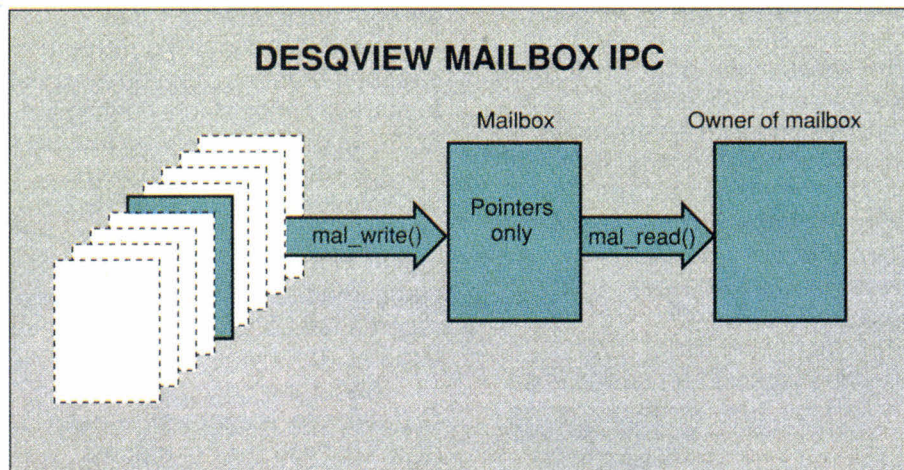 DESQVIEW MAILBOX IPC
Mailbox
Owner of mailbox
Pointers
only
mal_write()
mal_read()